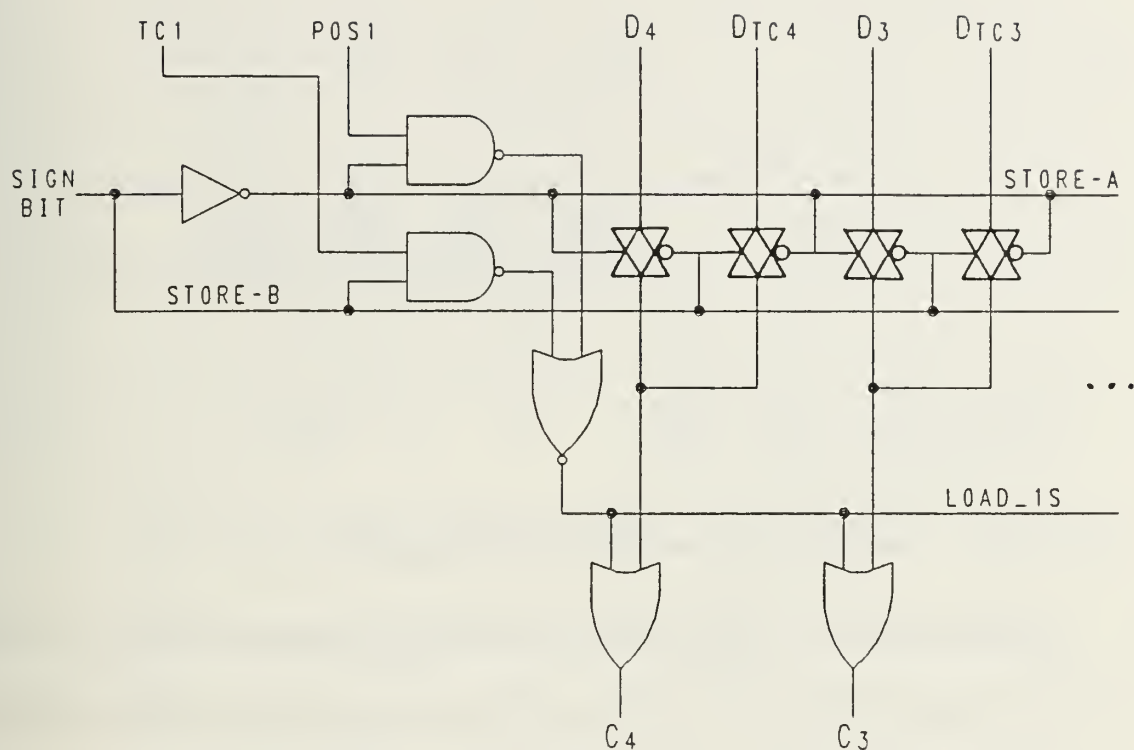 TC1 POS1 D4 DTC4 D3 DTC3
SIGN
BIT
STORE-A
STORE-B
...
LOAD_1S
C4 C3